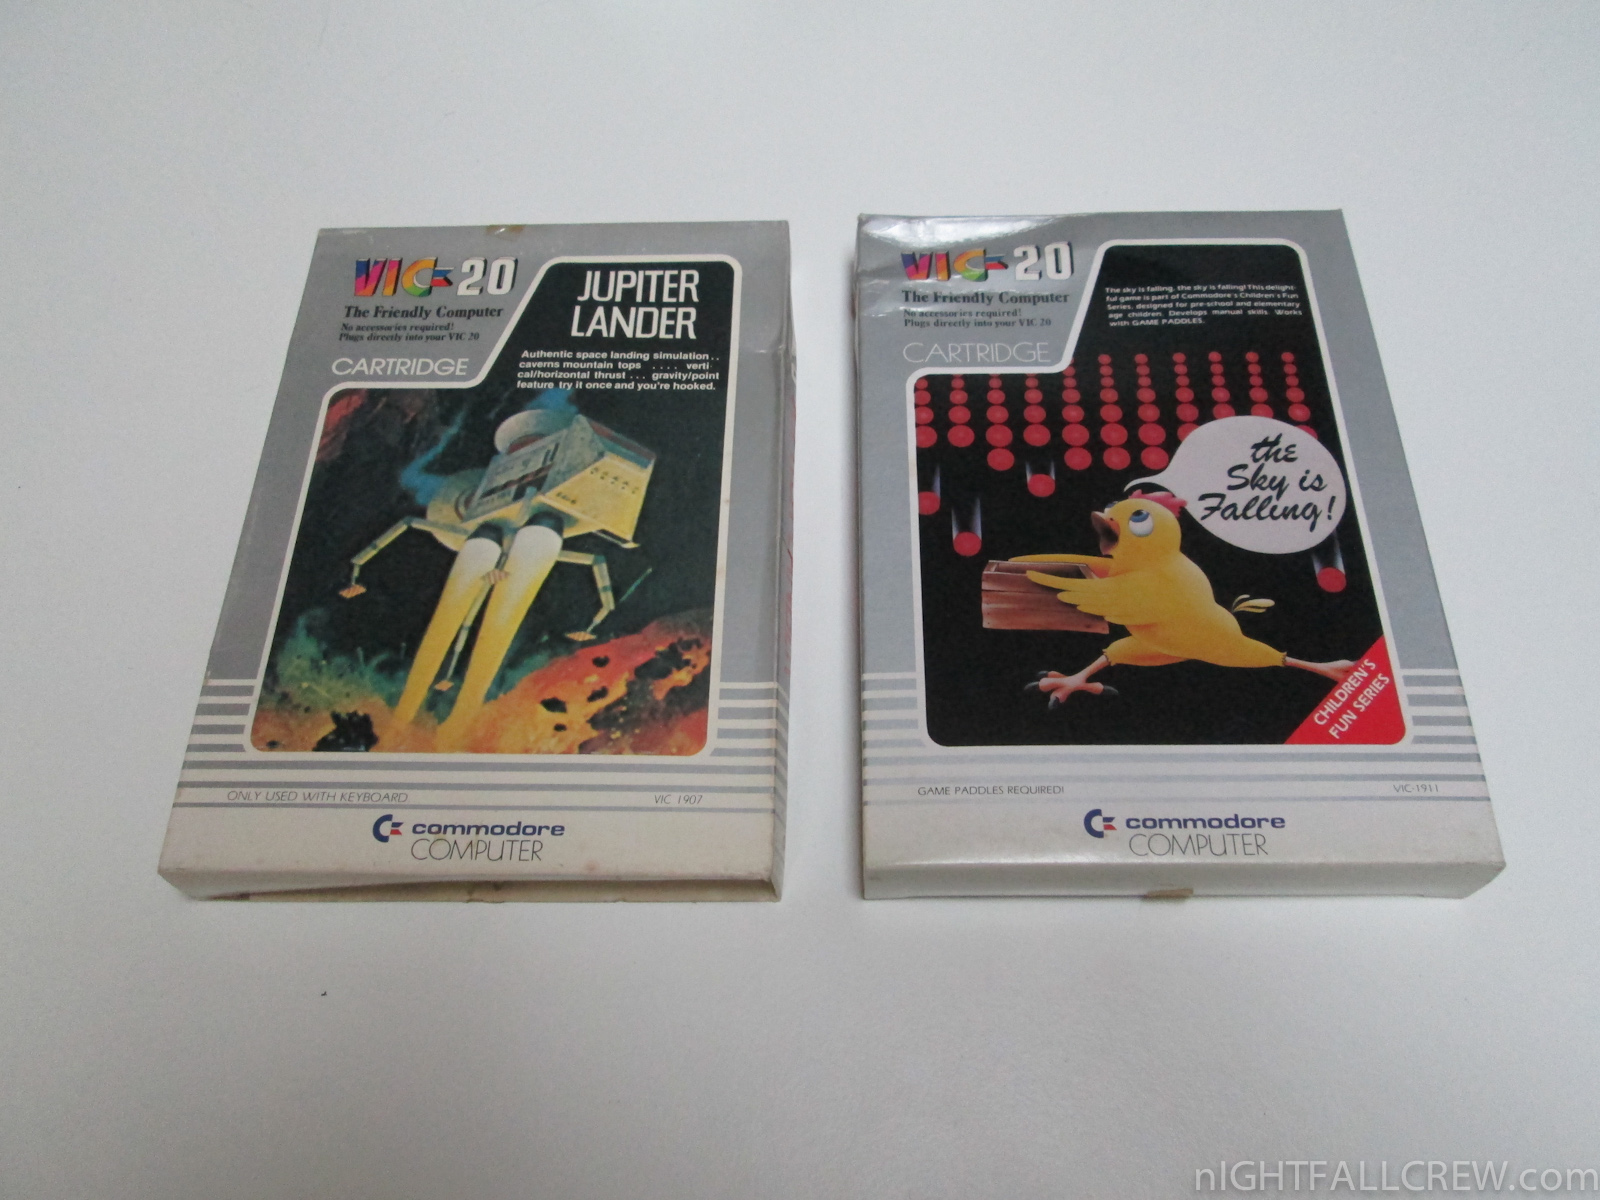 VIC-20
The Friendly Computer
No accessories required!
Plugs directly into your VIC 20
CARTRIDGE
JUPITER
LANDER
Authentic space landing simulation..
caverns mountain tops .... verti-
cal/horizontal thrust ... gravity/point
feature try it once and you're hooked.
ONLY USED WITH KEYBOARD
VIC 1907
commodore
COMPUTER
VIC-20
The Friendly Computer
No accessories required!
Plugs directly into your VIC 20
CARTRIDGE
The sky is falling, the sky is falling! This delight-
ful game is part of Commodore's Children's Fun
Series, designed for pre-school and elementary
age children. Develops manual skills. Works
with GAME PADDLES.
the
Sky is
Falling!
CHILDREN'S
FUN SERIES
GAME PADDLES REQUIRED!
VIC-1911
commodore
COMPUTER
nIGHTFALLCREW.com